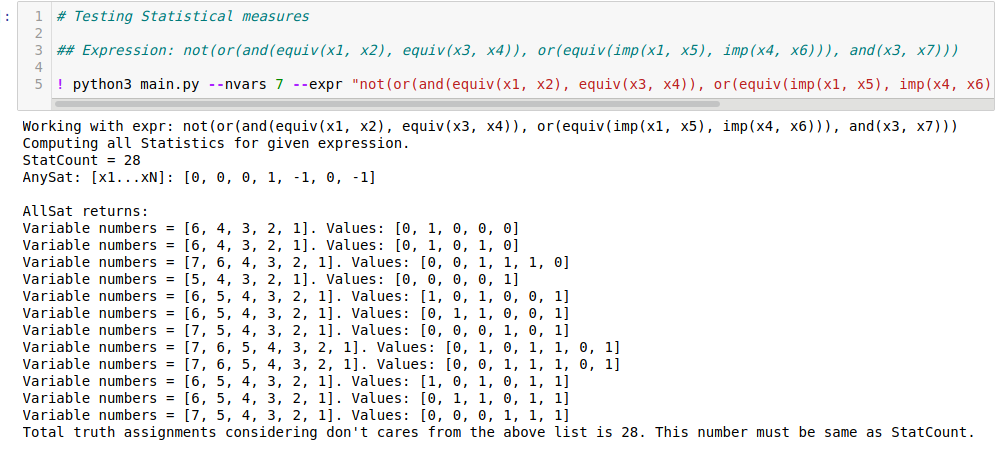 :
1 # Testing Statistical measures
2
3 ## Expression: not(or(and(equiv(x1, x2), equiv(x3, x4)), or(equiv(imp(x1, x5), imp(x4, x6))), and(x3, x7)))
4
5 ! python3 main.py --nvars 7 --expr "not(or(and(equiv(x1, x2), equiv(x3, x4)), or(equiv(imp(x1, x5), imp(x4, x6)
Working with expr: not(or(and(equiv(x1, x2), equiv(x3, x4)), or(equiv(imp(x1, x5), imp(x4, x6))), and(x3, x7)))
Computing all Statistics for given expression.
StatCount = 28
AnySat: [x1...xN]: [0, 0, 0, 1, -1, 0, -1]
AllSat returns:
Variable numbers = [6, 4, 3, 2, 1]. Values: [0, 1, 0, 0, 0]
Variable numbers = [6, 4, 3, 2, 1]. Values: [0, 1, 0, 1, 0]
Variable numbers = [7, 6, 4, 3, 2, 1]. Values: [0, 0, 1, 1, 1, 0]
Variable numbers = [5, 4, 3, 2, 1]. Values: [0, 0, 0, 0, 1]
Variable numbers = [6, 5, 4, 3, 2, 1]. Values: [1, 0, 1, 0, 0, 1]
Variable numbers = [6, 5, 4, 3, 2, 1]. Values: [0, 1, 1, 0, 0, 1]
Variable numbers = [7, 5, 4, 3, 2, 1]. Values: [0, 0, 0, 1, 0, 1]
Variable numbers = [7, 6, 5, 4, 3, 2, 1]. Values: [0, 1, 0, 1, 1, 0, 1]
Variable numbers = [7, 6, 5, 4, 3, 2, 1]. Values: [0, 0, 1, 1, 1, 0, 1]
Variable numbers = [6, 5, 4, 3, 2, 1]. Values: [1, 0, 1, 0, 1, 1]
Variable numbers = [6, 5, 4, 3, 2, 1]. Values: [0, 1, 1, 0, 1, 1]
Variable numbers = [7, 5, 4, 3, 2, 1]. Values: [0, 0, 0, 1, 1, 1]
Total truth assignments considering don't cares from the above list is 28. This number must be same as StatCount.